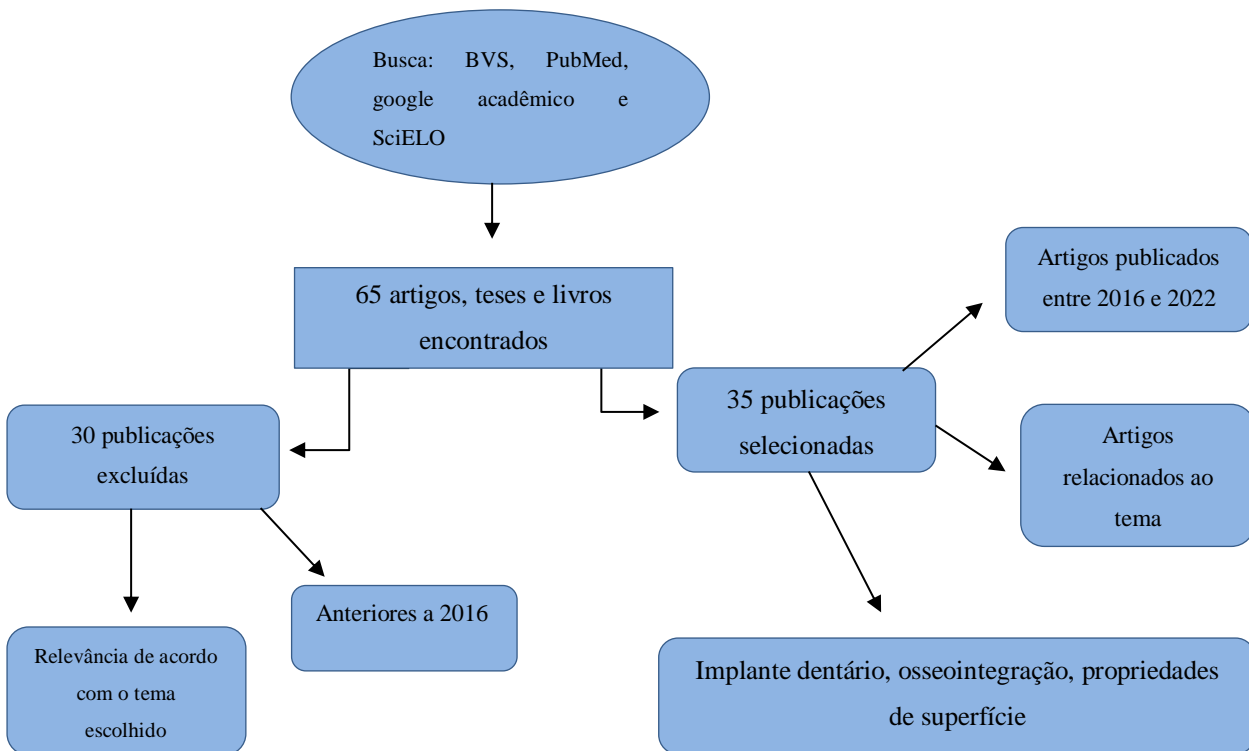 Busca: BVS, PubMed,
google acadêmico e
SciELO
65 artigos, teses e livros
encontrados
Artigos publicados
entre 2016 e 2022
35 publicações
selecionadas
30 publicações
excluídas
Artigos
relacionados ao
tema
Anteriores a 2016
Relevância de acordo
com o tema
escolhido
Implante dentário, osseointegração, propriedades
de superfície